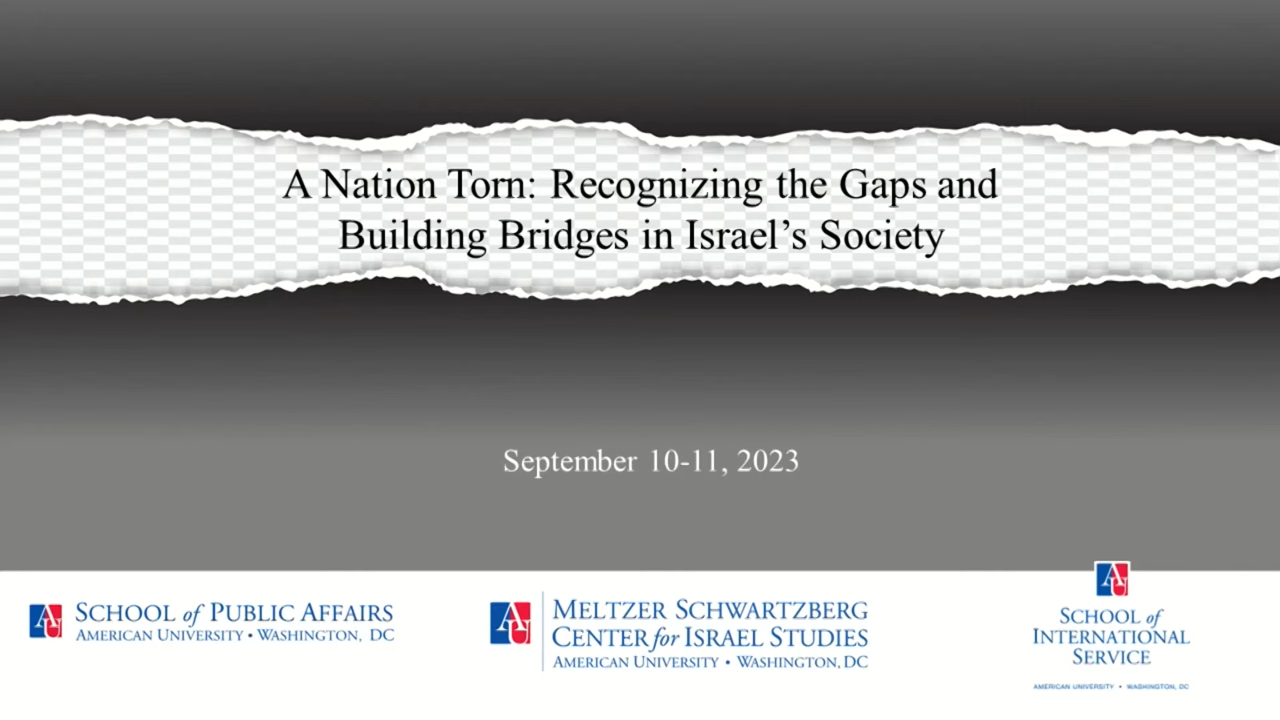 A Nation Torn: Recognizing the Gaps and
Building Bridges in Israel’s Society
September 10-11, 2023
AU
SCHOOL of PUBLIC AFFAIRS
AMERICAN UNIVERSITY • WASHINGTON, DC
AU
MELTZER SCHWARTZBERG
CENTER for ISRAEL STUDIES
AMERICAN UNIVERSITY • WASHINGTON, DC
AU
SCHOOL of
INTERNATIONAL
SERVICE
AMERICAN UNIVERSITY • WASHINGTON, DC